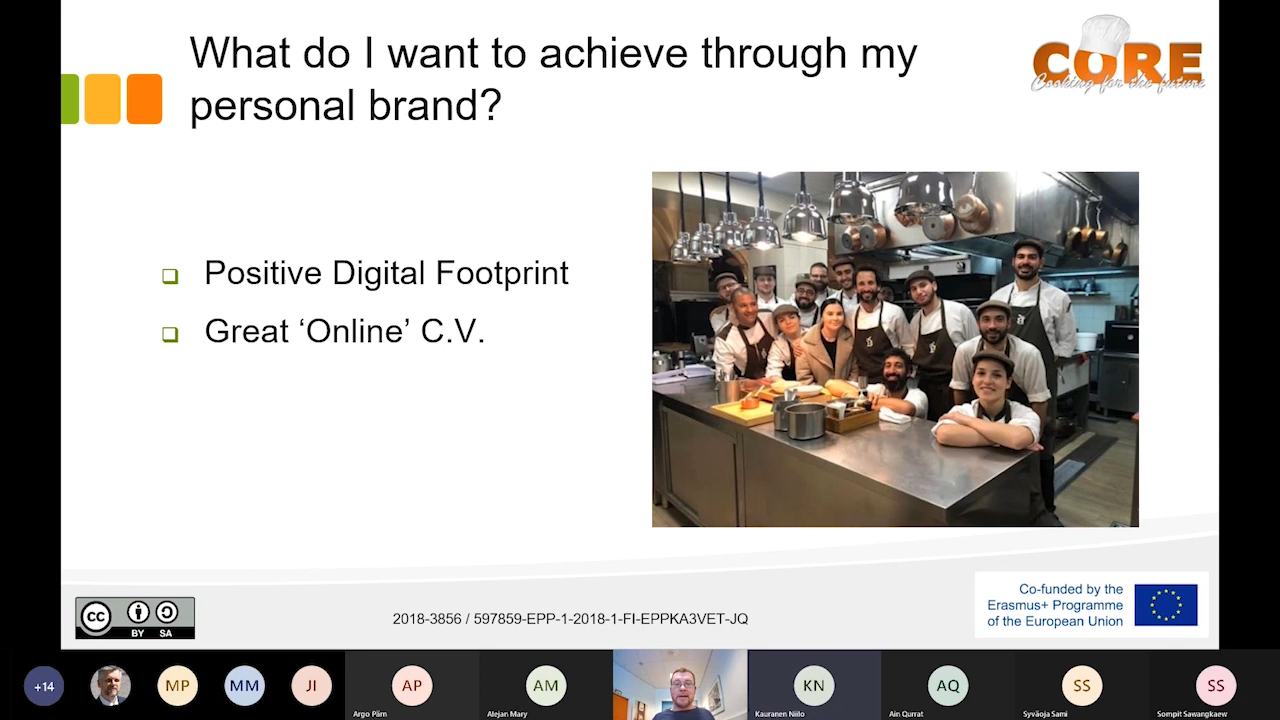 What do I want to achieve through my
personal brand?
CORE
Cooking for the future
Positive Digital Footprint
Great ‘Online’ C.V.
cc
BY SA
2018-3856 / 597859-EPP-1-2018-1-FI-EPPKA3VET-JQ
Co-funded by the
Erasmus+ Programme
of the European Union
+14
MP
MM
JI
AP
Argo Pärn
AM
Alejan Mary
KN
Kauranen Niilo
AQ
Ain Qurrat
SS
Syväoja Sami
SS
Sompit Sawangkaew